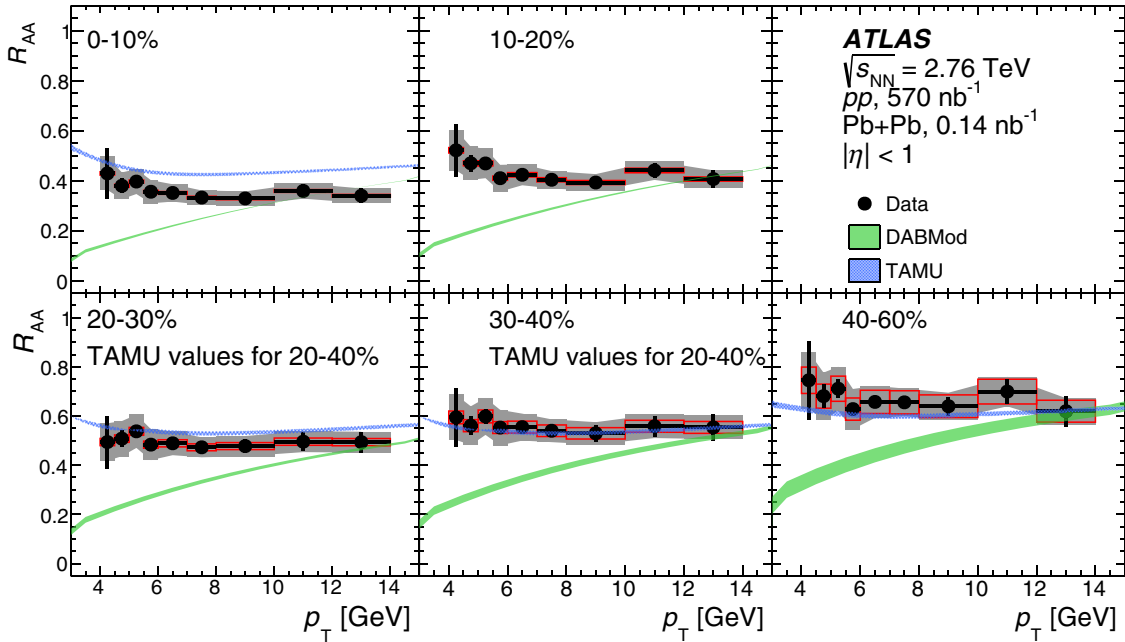 R_AA
1
0.8
0.6
0.4
0.2
0
0-10%
10-20%
ATLAS
√s_NN = 2.76 TeV
pp, 570 nb⁻¹
Pb+Pb, 0.14 nb⁻¹
|η| < 1
Data
DABMod
TAMU
R_AA
1
0.8
0.6
0.4
0.2
0
20-30%
TAMU values for 20-40%
30-40%
TAMU values for 20-40%
40-60%
4 6 8 10 12 14
4 6 8 10 12 14
4 6 8 10 12 14
p_T [GeV]
p_T [GeV]
p_T [GeV]